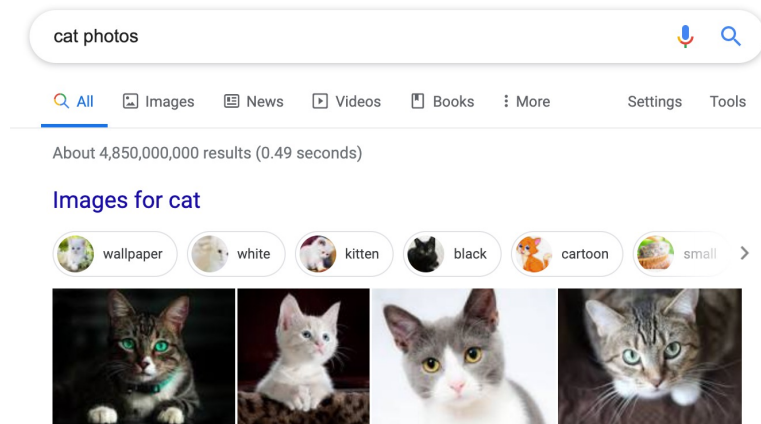 cat photos
All Images News Videos Books More Settings Tools
About 4,850,000,000 results (0.49 seconds)
Images for cat
wallpaper white kitten black cartoon small